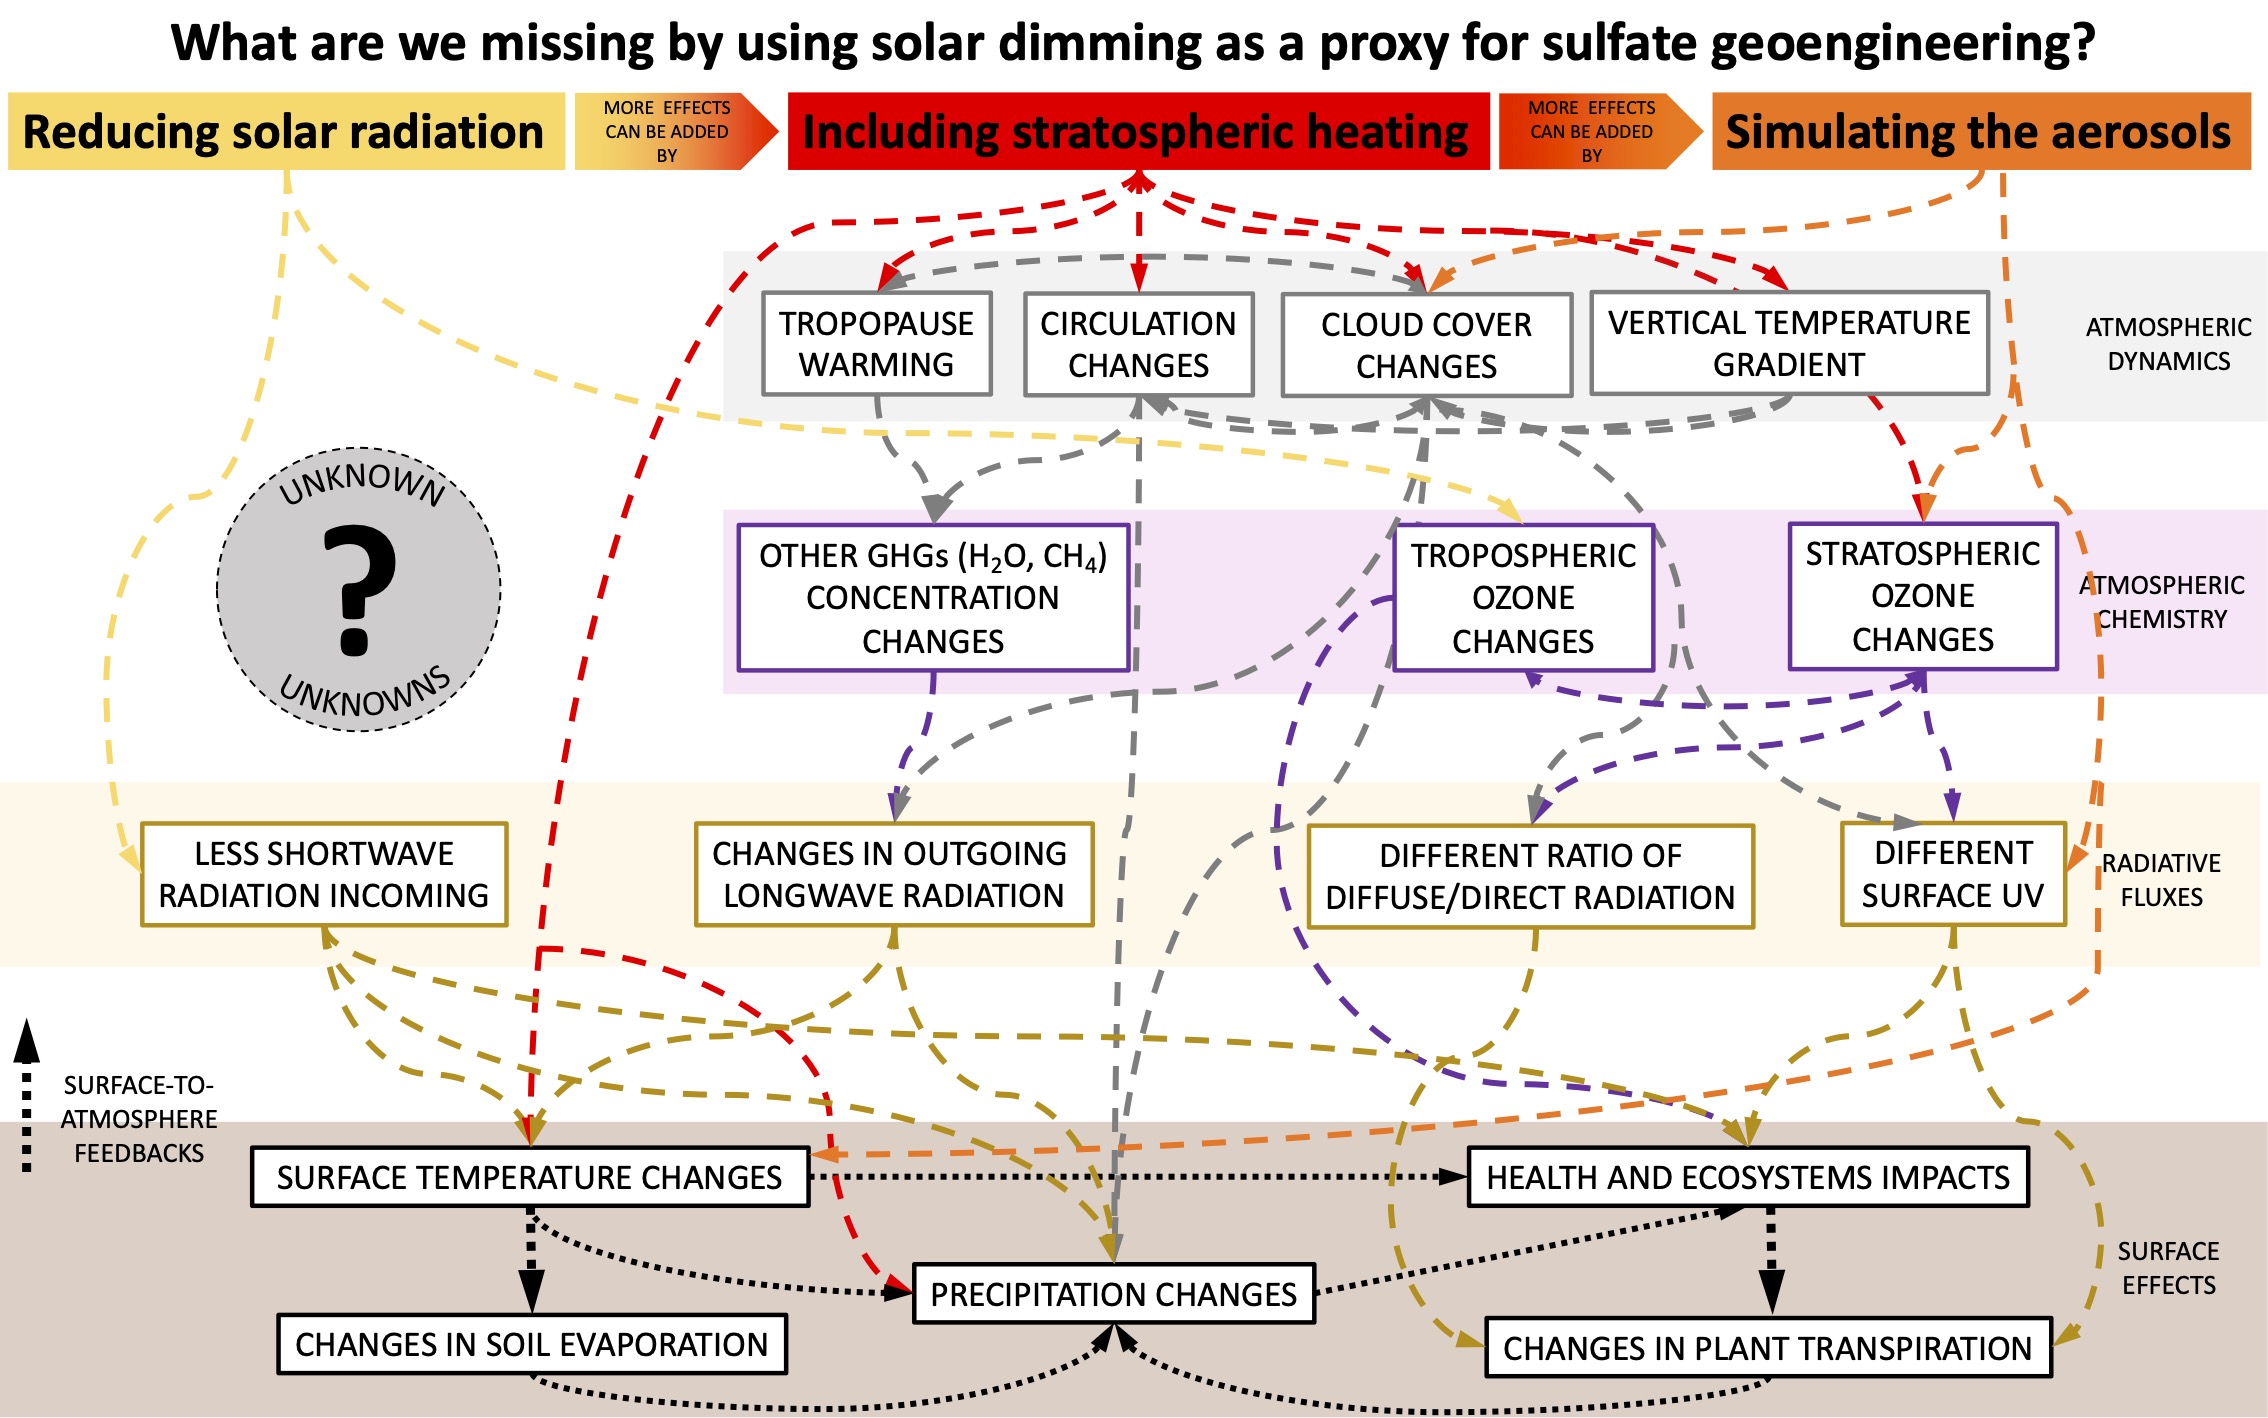 What are we missing by using solar dimming as a proxy for sulfate geoengineering?
Reducing solar radiation
MORE EFFECTS
CAN BE ADDED
BY
Including stratospheric heating
MORE EFFECTS
CAN BE ADDED
BY
Simulating the aerosols
TROPOPAUSE
WARMING
CIRCULATION
CHANGES
CLOUD COVER
CHANGES
VERTICAL TEMPERATURE
GRADIENT
ATMOSPHERIC
DYNAMICS
UNKNOWN
?
UNKNOWNS
OTHER GHGs (H₂O, CH₄)
CONCENTRATION
CHANGES
TROPOSPHERIC
OZONE
CHANGES
STRATOSPHERIC
OZONE
CHANGES
ATMOSPHERIC
CHEMISTRY
LESS SHORTWAVE
RADIATION INCOMING
CHANGES IN OUTGOING
LONGWAVE RADIATION
DIFFERENT RATIO OF
DIFFUSE/DIRECT RADIATION
DIFFERENT
SURFACE UV
RADIATIVE
FLUXES
SURFACE-TO-
ATMOSPHERE
FEEDBACKS
SURFACE TEMPERATURE CHANGES
HEALTH AND ECOSYSTEMS IMPACTS
PRECIPITATION CHANGES
SURFACE
EFFECTS
CHANGES IN SOIL EVAPORATION
CHANGES IN PLANT TRANSPIRATION